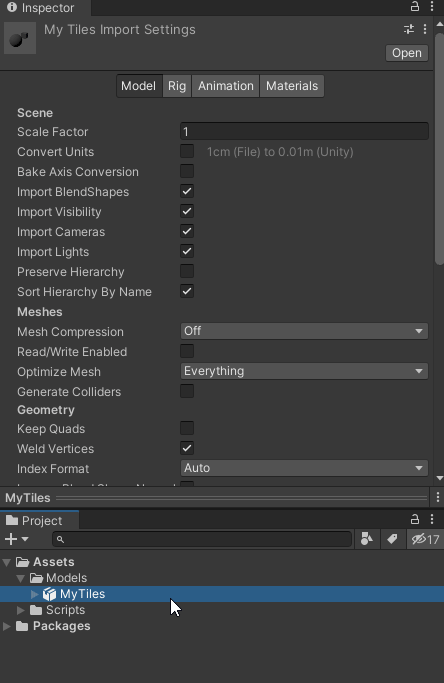 Inspector
My Tiles Import Settings
Open
Model Rig Animation Materials
Scene
Scale Factor 1
Convert Units 1cm (File) to 0.01m (Unity)
Bake Axis Conversion
Import BlendShapes
Import Visibility
Import Cameras
Import Lights
Preserve Hierarchy
Sort Hierarchy By Name
Meshes
Mesh Compression Off
Read/Write Enabled
Optimize Mesh Everything
Generate Colliders
Geometry
Keep Quads
Weld Vertices
Index Format Auto
MyTiles
Project
17
Assets
Models
MyTiles
Scripts
Packages